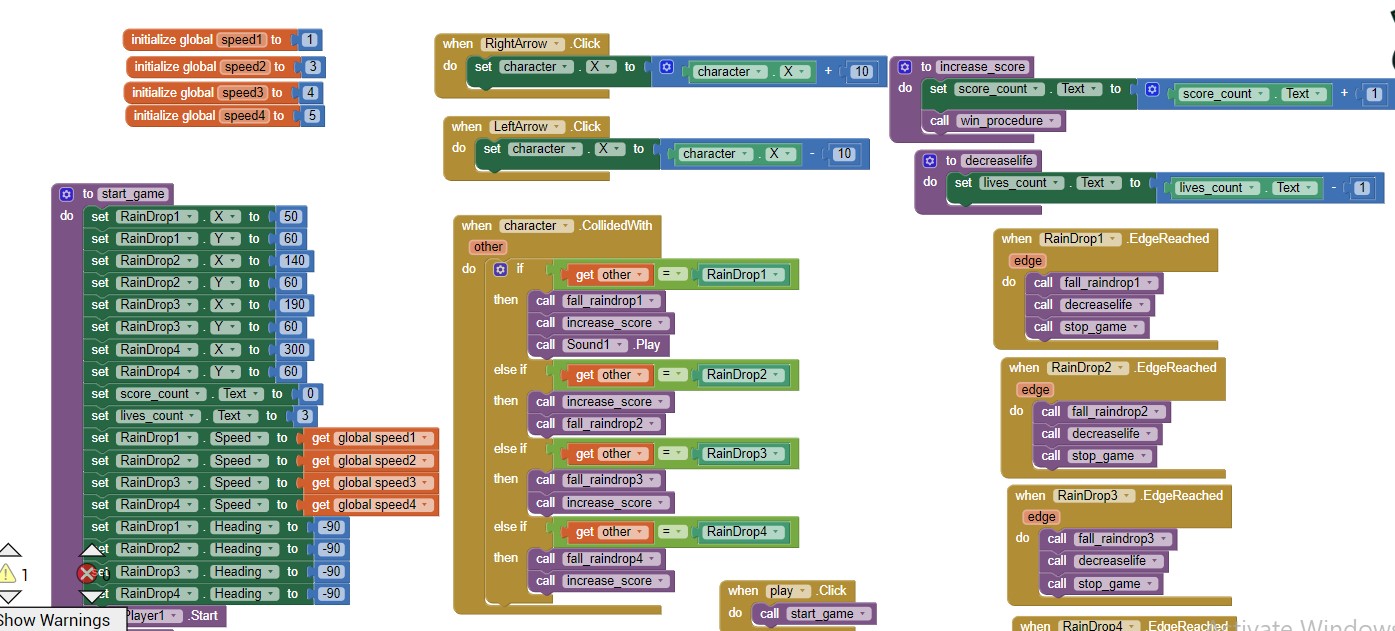 initialize global speed1 to 1
initialize global speed2 to 3
initialize global speed3 to 4
initialize global speed4 to 5
to start_game
do set RainDrop1 . X to 50
set RainDrop1 . Y to 60
set RainDrop2 . X to 140
set RainDrop2 . Y to 60
set RainDrop3 . X to 190
set RainDrop3 . Y to 60
set RainDrop4 . X to 300
set RainDrop4 . Y to 60
set score_count . Text to 0
set lives_count . Text to 3
set RainDrop1 . Speed to get global speed1
set RainDrop2 . Speed to get global speed2
set RainDrop3 . Speed to get global speed3
set RainDrop4 . Speed to get global speed4
set RainDrop1 . Heading to -90
set RainDrop2 . Heading to -90
set RainDrop3 . Heading to -90
set RainDrop4 . Heading to -90
Player1 .Start
1
Show Warnings
when RightArrow .Click
do set character . X to character . X + 10
when LeftArrow .Click
do set character . X to character . X - 10
when character .CollidedWith
other
do if get other = RainDrop1
then call fall_raindrop1
call increase_score
call Sound1 .Play
else if get other = RainDrop2
then call increase_score
call fall_raindrop2
else if get other = RainDrop3
then call fall_raindrop3
call increase_score
else if get other = RainDrop4
then call fall_raindrop4
call increase_score
when play .Click
do call start_game
to increase_score
do set score_count . Text to score_count . Text + 1
call win_procedure
to decreaselife
do set lives_count . Text to lives_count . Text - 1
when RainDrop1 .EdgeReached
edge
do call fall_raindrop1
call decreaselife
call stop_game
when RainDrop2 .EdgeReached
edge
do call fall_raindrop2
call decreaselife
call stop_game
when RainDrop3 .EdgeReached
edge
do call fall_raindrop3
call decreaselife
call stop_game
when RainDrop4 .EdgeReached